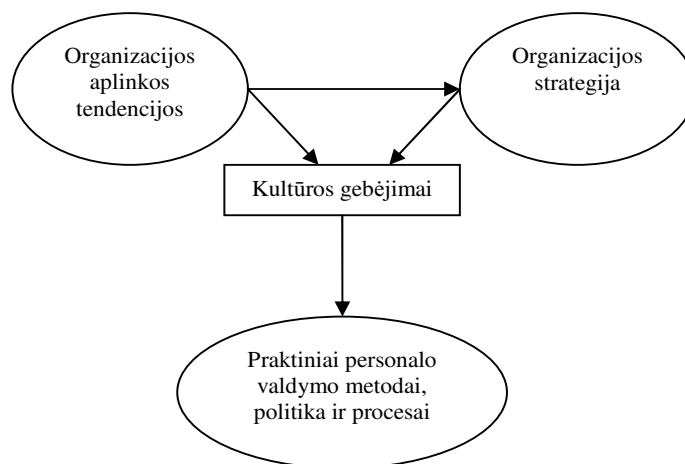 Organizacijos
aplinkos
tendencijos
Organizacijos
strategija
Kultūros gebėjimai
Praktiniai personalo
valdymo metodai,
politika ir procesai